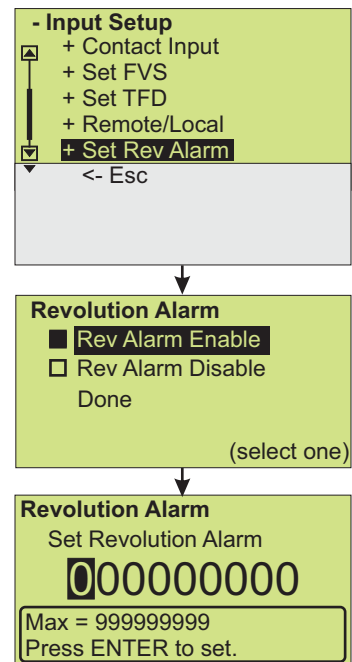 - Input Setup
+ Contact Input
+ Set FVS
+ Set TFD
+ Remote/Local
+ Set Rev Alarm
<- Esc
Revolution Alarm
Rev Alarm Enable
Rev Alarm Disable
Done
(select one)
Revolution Alarm
Set Revolution Alarm
000000000
Max = 999999999
Press ENTER to set.